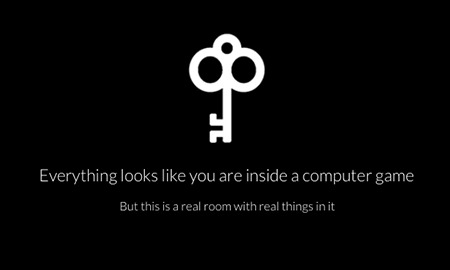 Everything looks like you are inside a computer game
But this is a real room with real things in it